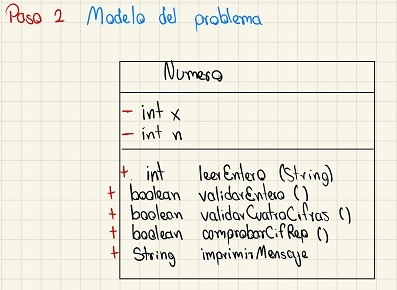 Paso 2 Modelo del problema
Numero
- int x
- int n
+ int leerEntero (String)
+ boolean validarEntero ()
+ boolean validarCuatroCifras ()
+ boolean comprobarCifRep ()
+ String imprimirMensaje